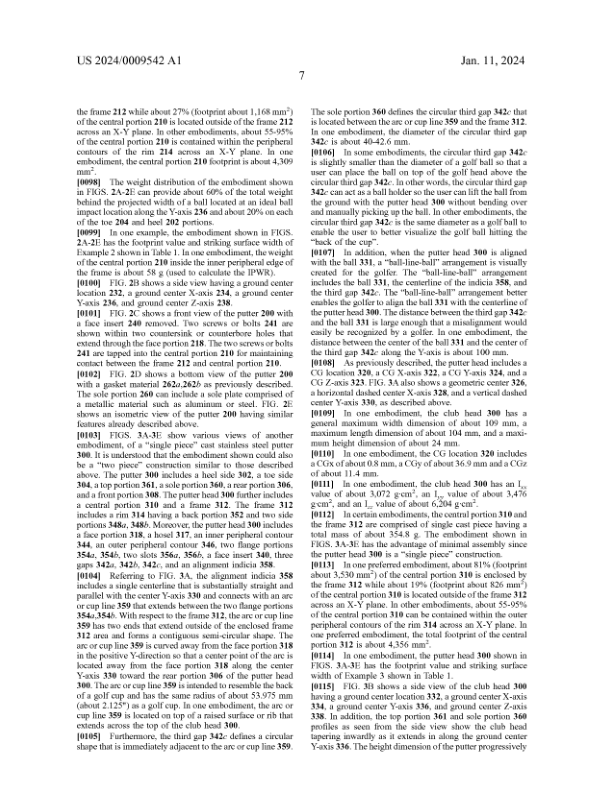 US 2024/0009542 A1
Jan. 11, 2024
7
the frame 212 while about 27% (footprint about 1,168 mm²)
of the central portion 210 is located outside of the frame 212
across an X-Y plane. In other embodiments, about 55-95%
of the central portion 210 is contained within the peripheral
contours of the rim 214 across an X-Y plane. In one
embodiment, the central portion 210 footprint is about 4,309
mm².
[0098] The weight distribution of the embodiment shown
in FIGS. 2A-2E can provide about 60% of the total weight
behind the projected width of a ball located at an ideal ball
impact location along the Y-axis 236 and about 20% on each
of the toe 204 and heel 202 portions.
[0099] In one example, the embodiment shown in FIGS.
2A-2E has the footprint value and striking surface width of
Example 2 shown in Table 1. In one embodiment, the weight
of the central portion 210 inside the inner peripheral edge of
the frame is about 58 g (used to calculate the IPWR).
[0100] FIG. 2B shows a side view having a ground center
location 232, a ground center X-axis 234, a ground center
Y-axis 236, and ground center Z-axis 238.
[0101] FIG. 2C shows a front view of the putter 200 with
a face insert 240 removed. Two screws or bolts 241 are
shown within two countersink or counterbore holes that
extend through the face portion 218. The two screws or bolts
241 are tapped into the central portion 210 for maintaining
contact between the frame 212 and central portion 210.
[0102] FIG. 2D shows a bottom view of the putter 200
with a gasket material 262a,262b as previously described.
The sole portion 260 can include a sole plate comprised of
a metallic material such as aluminum or steel. FIG. 2E
shows an isometric view of the putter 200 having similar
features already described above.
[0103] FIGS. 3A-3E show various views of another
embodiment, of a "single piece" cast stainless steel putter
300. It is understood that the embodiment shown could also
be a "two piece" construction similar to those described
above. The putter 300 includes a heel side 302, a toe side
304, a top portion 361, a sole portion 360, a rear portion 306,
and a front portion 308. The putter head 300 further includes
a central portion 310 and a frame 312. The frame 312
includes a rim 314 having a back portion 352 and two side
portions 348a, 348b. Moreover, the putter head 300 includes
a face portion 318, a hosel 317, an inner peripheral contour
344, an outer peripheral contour 346, two flange portions
354a, 354b, two slots 356a, 356b, a face insert 340, three
gaps 342a, 342b, 342c, and an alignment indicia 358.
[0104] Referring to FIG. 3A, the alignment indicia 358
includes a single centerline that is substantially straight and
parallel with the center Y-axis 330 and connects with an arc
or cup line 359 that extends between the two flange portions
354a,354b. With respect to the frame 312, the arc or cup line
359 has two ends that extend outside of the enclosed frame
312 area and forms a contiguous semi-circular shape. The
arc or cup line 359 is curved away from the face portion 318
in the positive Y-direction so that a center point of the arc is
located away from the face portion 318 along the center
Y-axis 330 toward the rear portion 306 of the putter head
300. The arc or cup line 359 is intended to resemble the back
of a golf cup and has the same radius of about 53.975 mm
(about 2.125") as a golf cup. In one embodiment, the arc or
cup line 359 is located on top of a raised surface or rib that
extends across the top of the club head 300.
[0105] Furthermore, the third gap 342c defines a circular
shape that is immediately adjacent to the arc or cup line 359.
The sole portion 360 defines the circular third gap 342c that
is located between the arc or cup line 359 and the frame 312.
In one embodiment, the diameter of the circular third gap
342c is about 40-42.6 mm.
[0106] In some embodiments, the circular third gap 342c
is slightly smaller than the diameter of a golf ball so that a
user can place the ball on top of the golf head above the
circular third gap 342c. In other words, the circular third gap
342c can act as a ball holder so the user can lift the ball from
the ground with the putter head 300 without bending over
and manually picking up the ball. In other embodiments, the
circular third gap 342c is the same diameter as a golf ball to
enable the user to better visualize the golf ball hitting the
"back of the cup".
[0107] In addition, when the putter head 300 is aligned
with the ball 331, a "ball-line-ball" arrangement is visually
created for the golfer. The "ball-line-ball" arrangement
includes the ball 331, the centerline of the indicia 358, and
the third gap 342c. The "ball-line-ball" arrangement better
enables the golfer to align the ball 331 with the centerline of
the putter head 300. The distance between the third gap 342c
and the ball 331 is large enough that a misalignment would
easily be recognized by a golfer. In one embodiment, the
distance between the center of the ball 331 and the center of
the third gap 342c along the Y-axis is about 100 mm.
[0108] As previously described, the putter head includes a
CG location 320, a CG X-axis 322, a CG Y-axis 324, and a
CG Z-axis 323. FIG. 3A also shows a geometric center 326,
a horizontal dashed center X-axis 328, and a vertical dashed
center Y-axis 330, as described above.
[0109] In one embodiment, the club head 300 has a
general maximum width dimension of about 109 mm, a
maximum length dimension of about 104 mm, and a maxi-
mum height dimension of about 24 mm.
[0110] In one embodiment, the CG location 320 includes
a CGx of about 0.8 mm, a CGy of about 36.9 mm and a CGz
of about 11.4 mm.
[0111] In one embodiment, the club head 300 has an Ixx
value of about 3,072 g·cm², an Iyy value of about 3,476
g·cm², and an Izz value of about 6,204 g·cm².
[0112] In certain embodiments, the central portion 310 and
the frame 312 are comprised of single cast piece having a
total mass of about 354.8 g. The embodiment shown in
FIGS. 3A-3E has the advantage of minimal assembly since
the putter head 300 is a "single piece" construction.
[0113] In one preferred embodiment, about 81% (footprint
about 3,530 mm²) of the central portion 310 is enclosed by
the frame 312 while about 19% (footprint about 826 mm²)
of the central portion 310 is located outside of the frame 312
across an X-Y plane. In other embodiments, about 55-95%
of the central portion 310 can be contained within the outer
peripheral contours of the rim 314 across an X-Y plane. In
one preferred embodiment, the total footprint of the central
portion 312 is about 4,356 mm².
[0114] In one embodiment, the putter head 300 shown in
FIGS. 3A-3E has the footprint value and striking surface
width of Example 3 shown in Table 1.
[0115] FIG. 3B shows a side view of the club head 300
having a ground center location 332, a ground center X-axis
334, a ground center Y-axis 336, and ground center Z-axis
338. In addition, the top portion 361 and sole portion 360
profiles as seen from the side view show the club head
tapering inwardly as it extends in along the ground center
Y-axis 336. The height dimension of the putter progressively